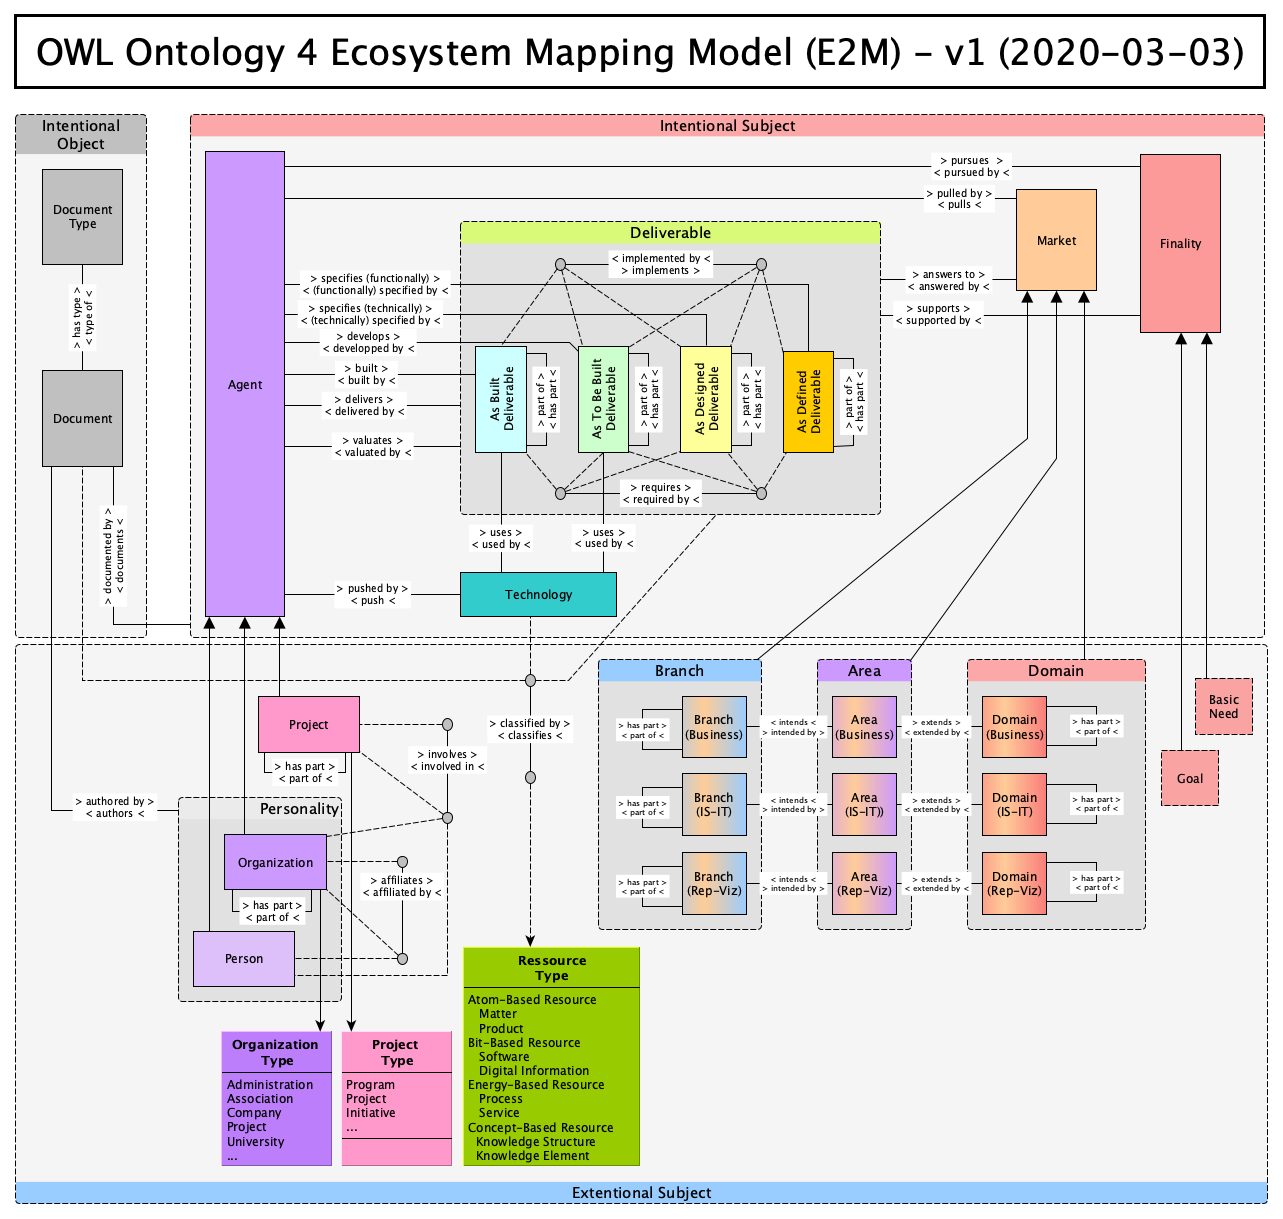 OWL Ontology 4 Ecosystem Mapping Model (E2M) – v1 (2020-03-03)
Intentional
Object
Document
Type
> has type >
< type of <
Document
> documented by >
< documents <
Intentional Subject
Agent
> pursues  >
< pursued by <
> pulled by >
< pulls <
Market
Finality
Deliverable
< implemented by <
> implements >
> specifies (functionally) >
< (functionally) specified by <
> specifies (technically) >
< (technically) specified by <
> develops >
< developped by <
> built >
< built by <
> delivers >
< delivered by <
> valuates >
< valuated by <
> answers to >
< answered by <
> supports >
< supported by <
As Built
Deliverable
> part of >
< has part <
As To Be Built
Deliverable
> part of >
< has part <
As Designed
Deliverable
> part of >
< has part <
As Defined
Deliverable
> part of >
< has part <
> requires >
< required by <
> uses >
< used by <
> uses >
< used by <
> pushed by >
< push <
Technology
Project
> has part >
< part of <
> involves >
< involved in <
> classified by >
< classifies <
> authored by >
< authors <
Personality
Organization
> has part >
< part of <
> affiliates >
< affiliated by <
Person
Branch
Area
Domain
> has part >
< part of <
Branch
(Business)
< intends <
> intended by >
Area
(Business)
> extends >
< extended by <
Domain
(Business)
> has part >
< part of <
> has part >
< part of <
Branch
(IS-IT)
< intends <
> intended by >
Area
(IS-IT))
> extends >
< extended by <
Domain
(IS-IT)
> has part >
< part of <
> has part >
< part of <
Branch
(Rep-Viz)
< intends <
> intended by >
Area
(Rep-Viz)
> extends >
< extended by <
Domain
(Rep-Viz)
> has part >
< part of <
Basic
Need
Goal
Organization
Type
Administration
Association
Company
Project
University
...
Project
Type
Program
Project
Initiative
...
Ressource
Type
Atom-Based Resource
Matter
Product
Bit-Based Resource
Software
Digital Information
Energy-Based Resource
Process
Service
Concept-Based Resource
Knowledge Structure
Knowledge Element
Extentional Subject